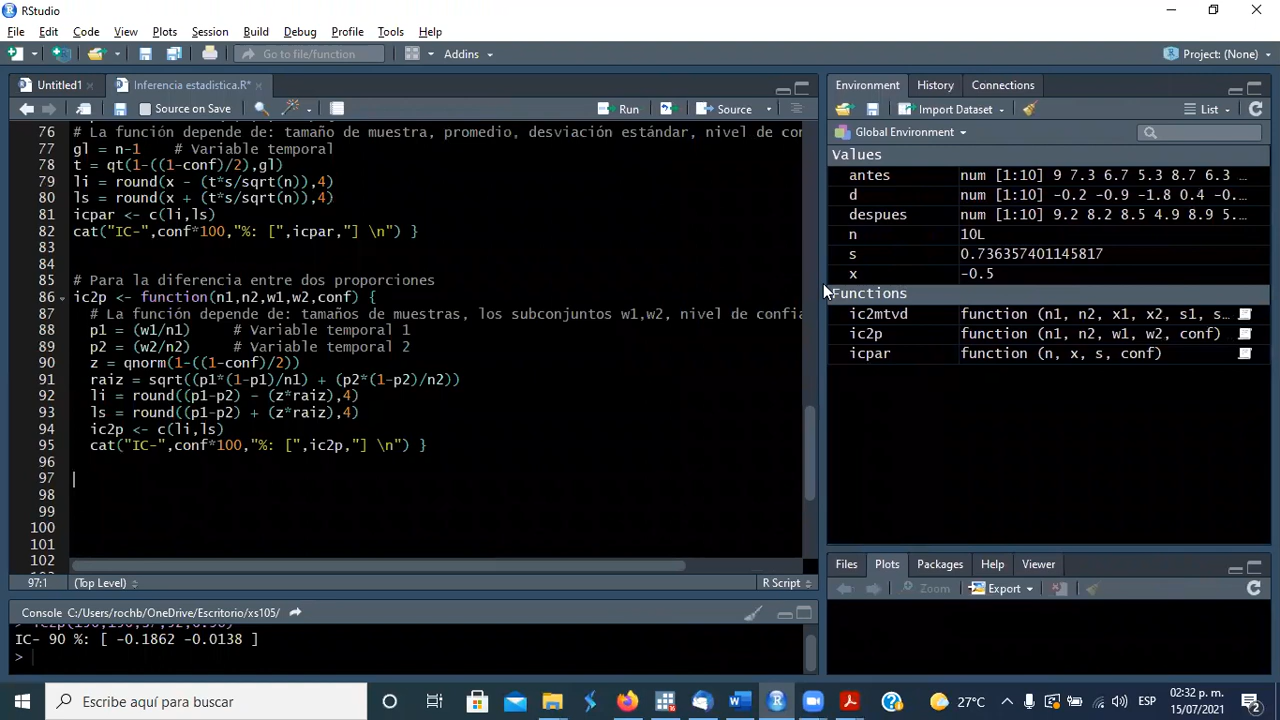 RStudio
File Edit Code View Plots Session Build Debug Profile Tools Help
Go to file/function Addins Project: (None)
Untitled1 Inferencia estadistica.R*
Source on Save Run Source
76 # La función depende de: tamaño de muestra, promedio, desviación estándar, nivel de con
77 gl = n-1 # Variable temporal
78 t = qt(1-((1-conf)/2),gl)
79 li = round(x - (t*s/sqrt(n)),4)
80 ls = round(x + (t*s/sqrt(n)),4)
81 icpar <- c(li,ls)
82 cat("IC-",conf*100,"%: [",icpar,"] \n") }
83
84
85 # Para la diferencia entre dos proporciones
86 ic2p <- function(n1,n2,w1,w2,conf) {
87 # La función depende de: tamaños de muestras, los subconjuntos w1,w2, nivel de confia
88 p1 = (w1/n1) # Variable temporal 1
89 p2 = (w2/n2) # Variable temporal 2
90 z = qnorm(1-((1-conf)/2))
91 raiz = sqrt((p1*(1-p1)/n1) + (p2*(1-p2)/n2))
92 li = round((p1-p2) - (z*raiz),4)
93 ls = round((p1-p2) + (z*raiz),4)
94 ic2p <- c(li,ls)
95 cat("IC-",conf*100,"%: [",ic2p,"] \n") }
96
97
98
99
100
101
102
97:1 (Top Level) R Script
Console C:/Users/rochb/OneDrive/Escritorio/xs105/
IC- 90 %: [ -0.1862 -0.0138 ]
>
Environment History Connections
Import Dataset List
Global Environment
Values
antes num [1:10] 9 7.3 6.7 5.3 8.7 6.3 ...
d num [1:10] -0.2 -0.9 -1.8 0.4 -0....
despues num [1:10] 9.2 8.2 8.5 4.9 8.9 5....
n 10L
s 0.736357401145817
x -0.5
Functions
ic2mtvd function (n1, n2, x1, x2, s1, s...
ic2p function (n1, n2, w1, w2, conf)
icpar function (n, x, s, conf)
Files Plots Packages Help Viewer
Zoom Export
Escribe aquí para buscar
27°C ESP 02:32 p. m.
15/07/2021